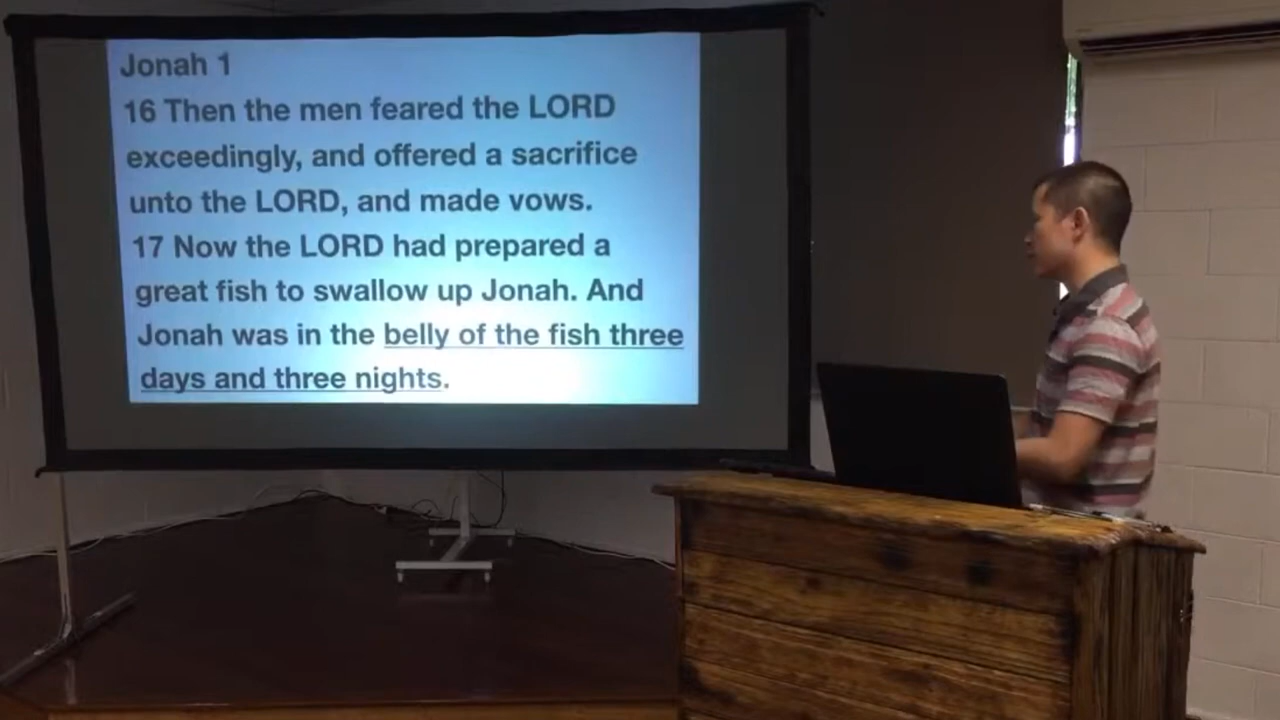 Jonah 1
16 Then the men feared the LORD
exceedingly, and offered a sacrifice
unto the LORD, and made vows.
17 Now the LORD had prepared a
great fish to swallow up Jonah. And
Jonah was in the belly of the fish three
days and three nights.